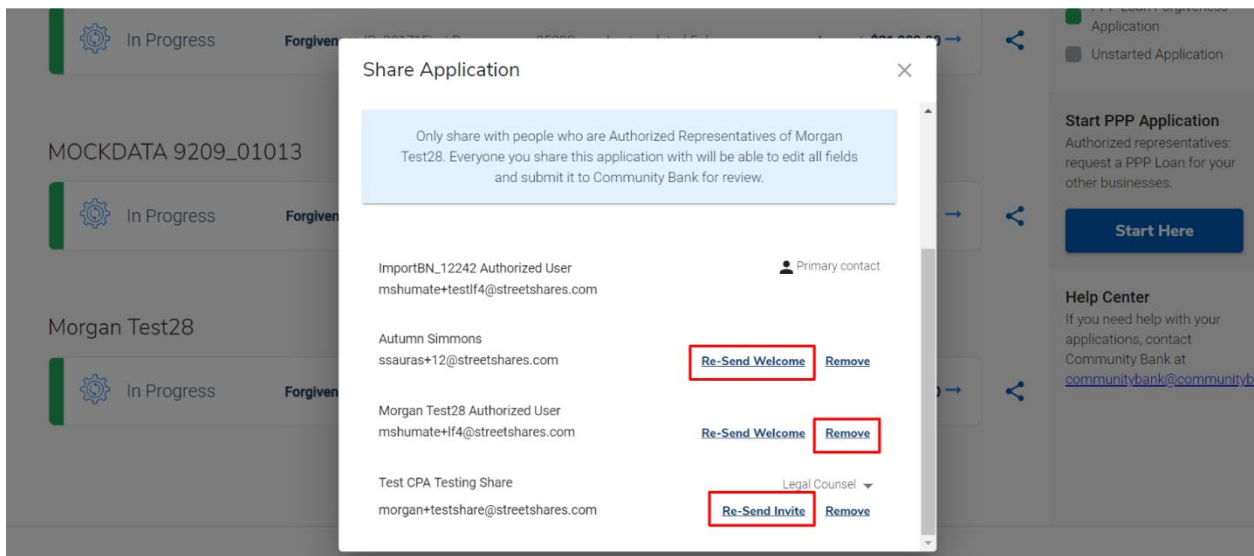 In Progress
Forgiven
Share Application
Application
Unstarted Application
Only share with people who are Authorized Representatives of Morgan
Test28. Everyone you share this application with will be able to edit all fields
and submit it to Community Bank for review.
MOCKDATA 9209_01013
In Progress
Forgiven
ImportBN_12242 Authorized User
Primary contact
mshumate+testlf4@streetshares.com
Autumn Simmons
ssauras+12@streetshares.com
Re-Send Welcome
Remove
Morgan Test28
In Progress
Forgiven
Morgan Test28 Authorized User
mshumate+lf4@streetshares.com
Re-Send Welcome
Remove
Test CPA Testing Share
Legal Counsel
morgan+testshare@streetshares.com
Re-Send Invite
Remove
Start PPP Application
Authorized representatives:
request a PPP Loan for your
other businesses.
Start Here
Help Center
If you need help with your
applications, contact
Community Bank at
communitybank@communityb